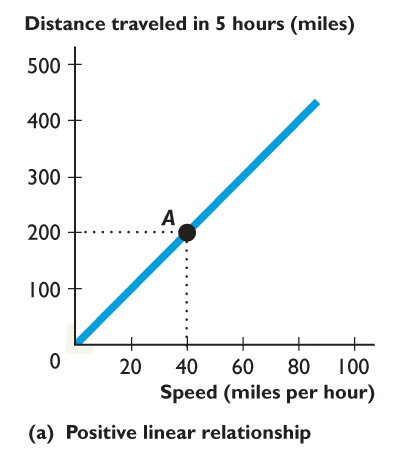 Distance traveled in 5 hours (miles)
500
400
300
200
100
0
A
20 40 60 80 100
Speed (miles per hour)
(a) Positive linear relationship